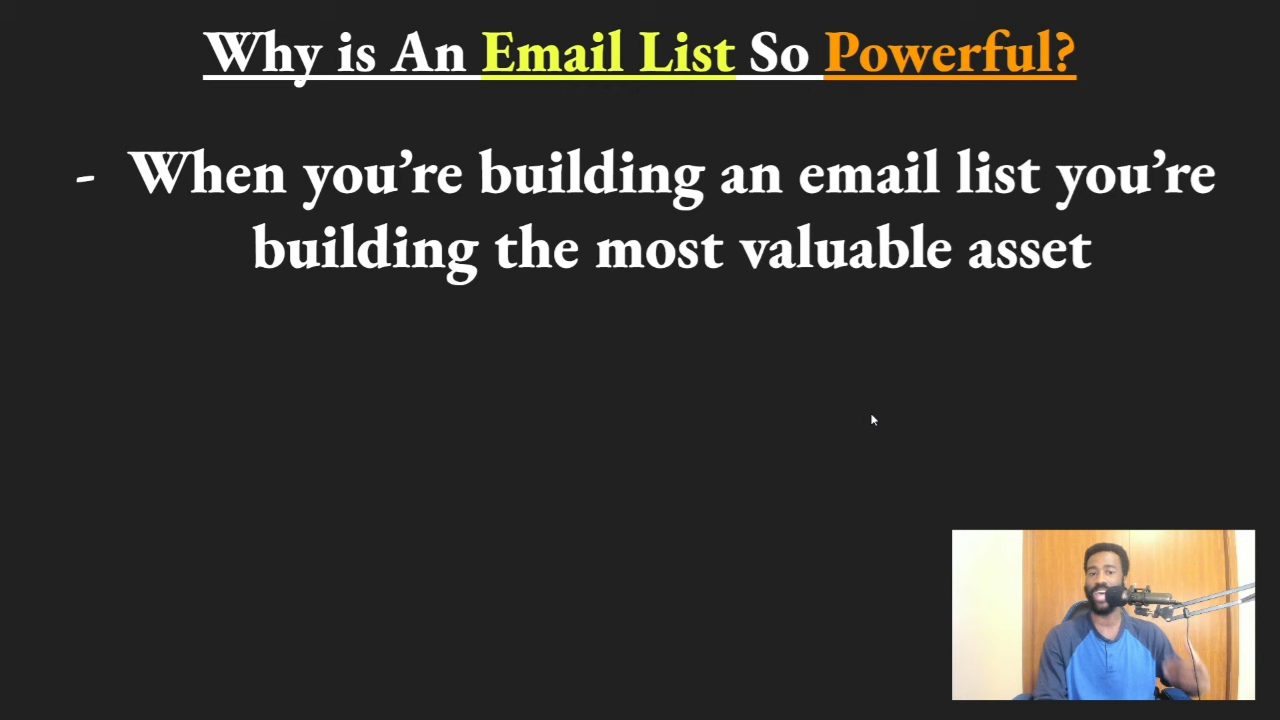 Why is An Email List So Powerful?
- When you’re building an email list you’re
building the most valuable asset